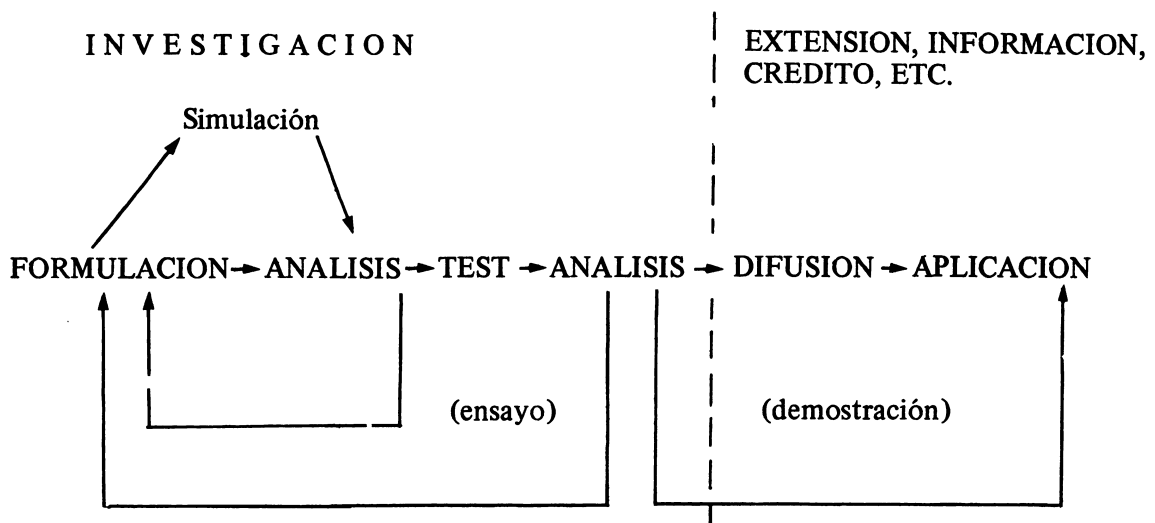 INVESTIGACION
EXTENSION, INFORMACION,
CREDITO, ETC.
Simulación
FORMULACION ANALISIS TEST ANALISIS DIFUSION APLICACION
(ensayo) (demostración)